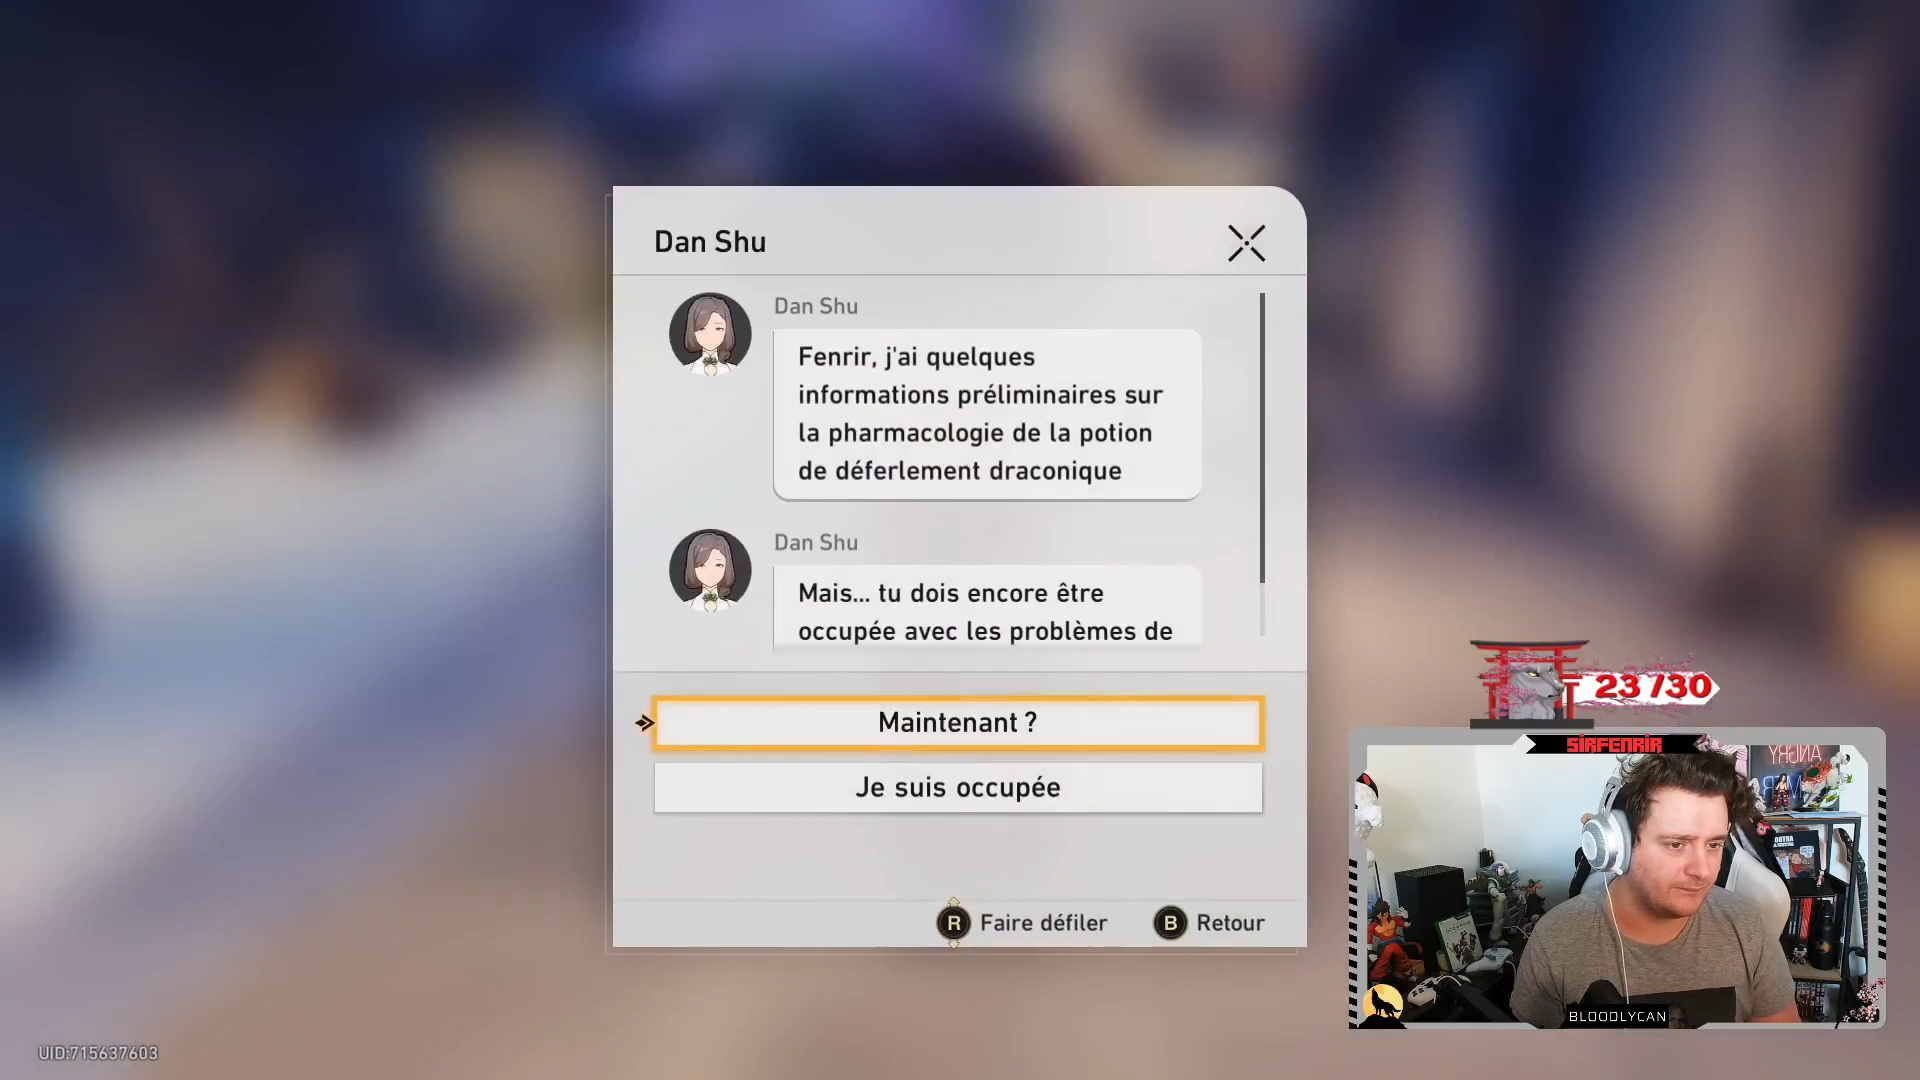 Dan Shu
Dan Shu
Fenrir, j'ai quelques
informations préliminaires sur
la pharmacologie de la potion
de déferlement draconique
Dan Shu
Mais... tu dois encore être
occupée avec les problèmes de
Maintenant ?
Je suis occupée
R Faire défiler
B Retour
23 /30
SIRFENRIR
ANGRY
BLOODLYCAN
UID:715637603